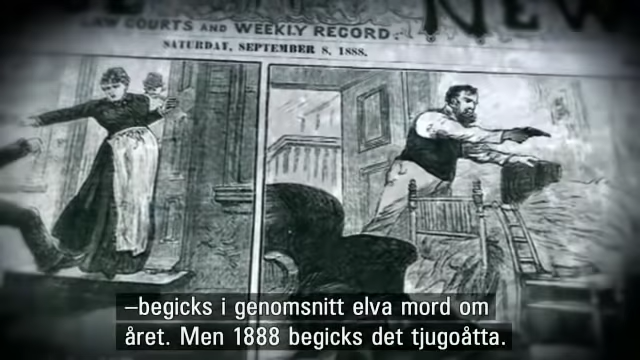 NEW
LAW COURTS AND WEEKLY RECORD.
SATURDAY, SEPTEMBER 8, 1888.
–begicks i genomsnitt elva mord om
året. Men 1888 begicks det tjugoåtta.